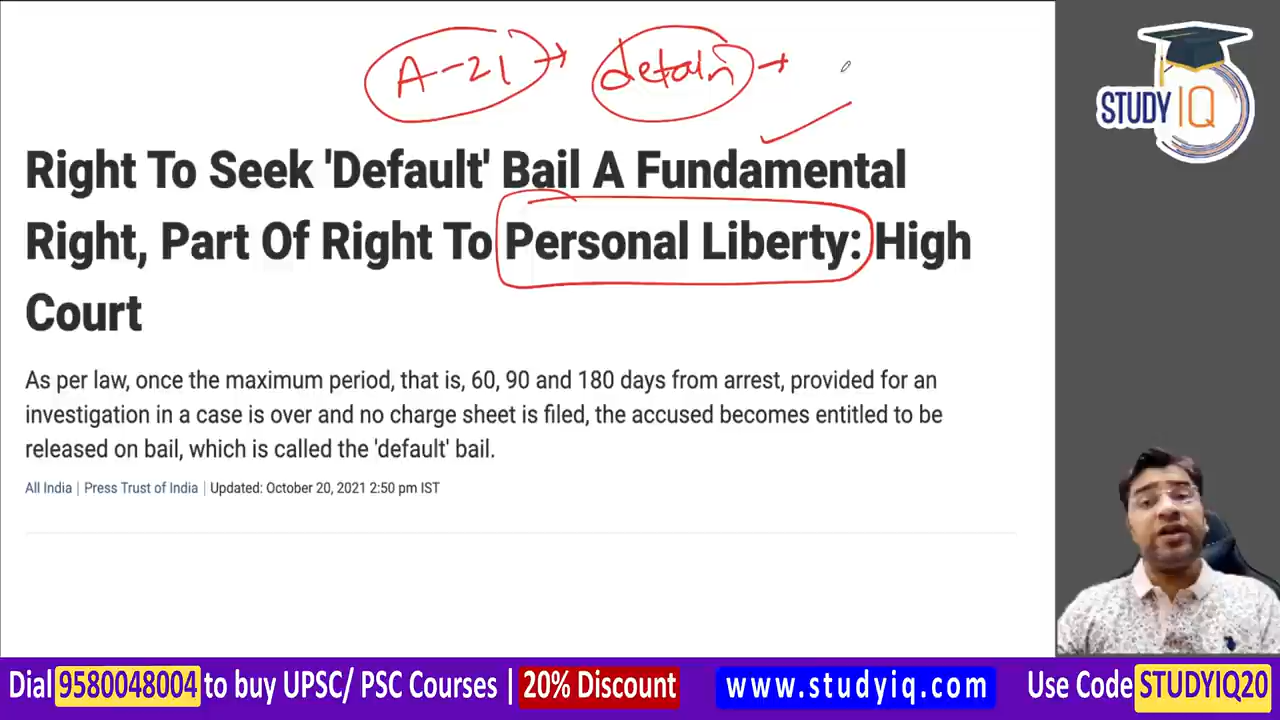 A-21 → detain →
STUDY IQ
Right To Seek 'Default' Bail A Fundamental
Right, Part Of Right To Personal Liberty: High
Court
As per law, once the maximum period, that is, 60, 90 and 180 days from arrest, provided for an
investigation in a case is over and no charge sheet is filed, the accused becomes entitled to be
released on bail, which is called the 'default' bail.
All India | Press Trust of India | Updated: October 20, 2021 2:50 pm IST
Dial 9580048004 to buy UPSC/ PSC Courses | 20% Discount www.studyiq.com Use Code STUDYIQ20